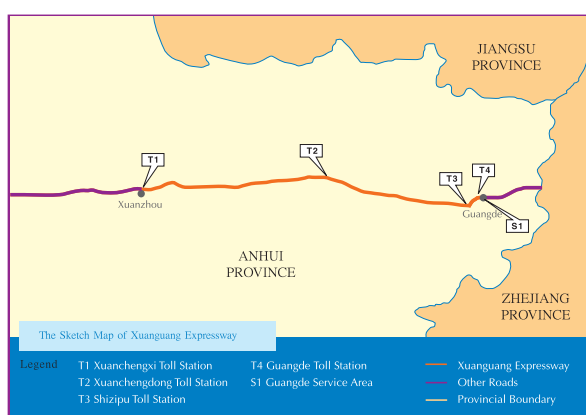 JIANGSU
PROVINCE
T1
T2
T3
T4
Xuanzhou
Guangde
S1
ANHUI
PROVINCE
ZHEJIANG
PROVINCE
The Sketch Map of Xuanguang Expressway
Legend
T1 Xuanchengxi Toll Station
T2 Xuanchengdong Toll Station
T3 Shizipu Toll Station
T4 Guangde Toll Station
S1 Guangde Service Area
Xuanguang Expressway
Other Roads
Provincial Boundary